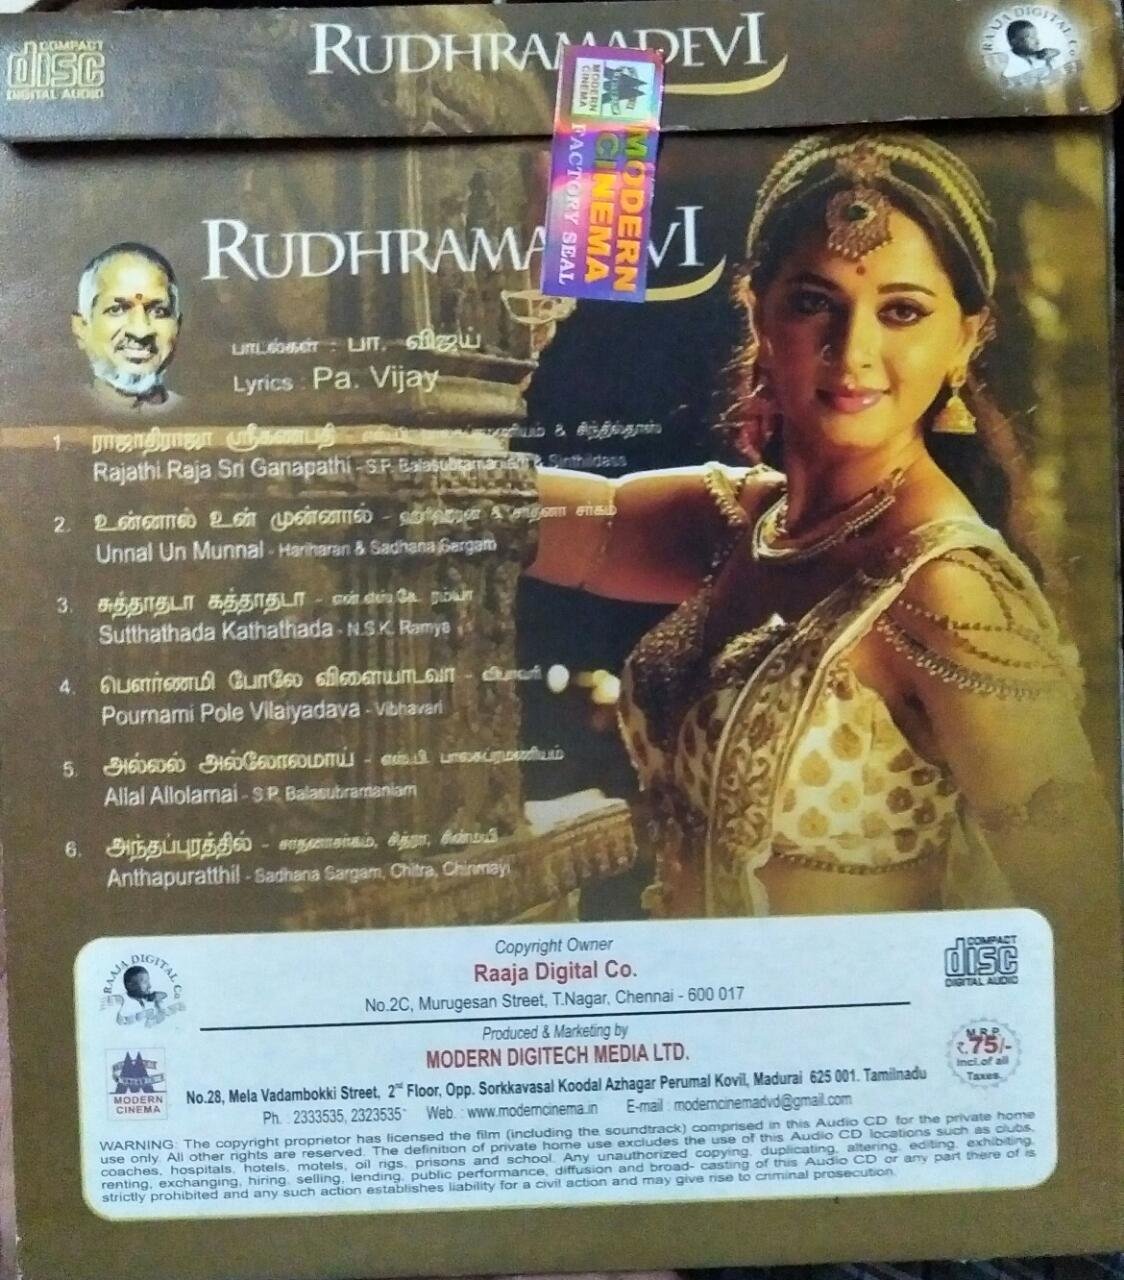 COMPACT
disc
DIGITAL AUDIO
RUDHRAMADEVI
RAAJA DIGITAL Co
MODERN CINEMA
MODERN
CINEMA
FACTORY SEAL
RUDHRAMA VI
பாடல்கள் : பா. விஜய்
Lyrics : Pa. Vijay
1. ராஜாதிராஜா ஸ்ரீகணபதி - & சிந்தில்தாஸ்
Rajathi Raja Sri Ganapathi - S.P. Balasubramaniam & Sinthildass
2. உன்னால் உன் முன்னால் - ஹரிஹரன் & சாதனா சர்கம்
Unnal Un Munnal - Hariharan & Sadhana Sargam
3. சுத்தாதடா கத்தாதடா - என்.எஸ்.கே. ரம்யா
Sutthathada Kathathada - N.S.K. Ramya
4. பௌர்ணமி போலே விளையாடவா - விபாவரி
Pournami Pole Vilaiyadava - Vibhavari
5. அல்லல் அல்லோலமாய் - எஸ்.பி. பாலசுப்ரமணியம்
Allal Allolamai - S.P. Balasubramaniam
6. அந்தப்புரத்தில் - சாதனாசர்கம், சித்ரா, சின்மயி
Anthapuratthil - Sadhana Sargam, Chitra, Chinmayi
Copyright Owner
Raaja Digital Co.
No.2C, Murugesan Street, T.Nagar, Chennai - 600 017
RAAJA DIGITAL Co
COMPACT
disc
DIGITAL AUDIO
Produced & Marketing by
MODERN DIGITECH MEDIA LTD.
No.28, Mela Vadambokki Street, 2nd Floor, Opp. Sorkkavasal Koodal Azhagar Perumal Kovil, Madurai 625 001. Tamilnadu
Ph. : 2333535, 2323535 Web. : www.moderncinema.in E-mail : moderncinemadvd@gmail.com
MODERN
CINEMA
M.R.P.
₹.75/-
Incl.of all
Taxes.
WARNING: The copyright proprietor has licensed the film (including the soundtrack) comprised in this Audio CD for the private home
use only. All other rights are reserved. The definition of private home use excludes the use of this Audio CD locations such as clubs,
coaches, hospitals, hotels, motels, oil rigs, prisons and school. Any unauthorized copying, duplicating, altering, editing, exhibiting,
renting, exchanging, hiring, selling, lending, public performance, diffusion and broad- casting of this Audio CD or any part there of is
strictly prohibited and any such action establishes liability for a civil action and may give rise to criminal prosecution.